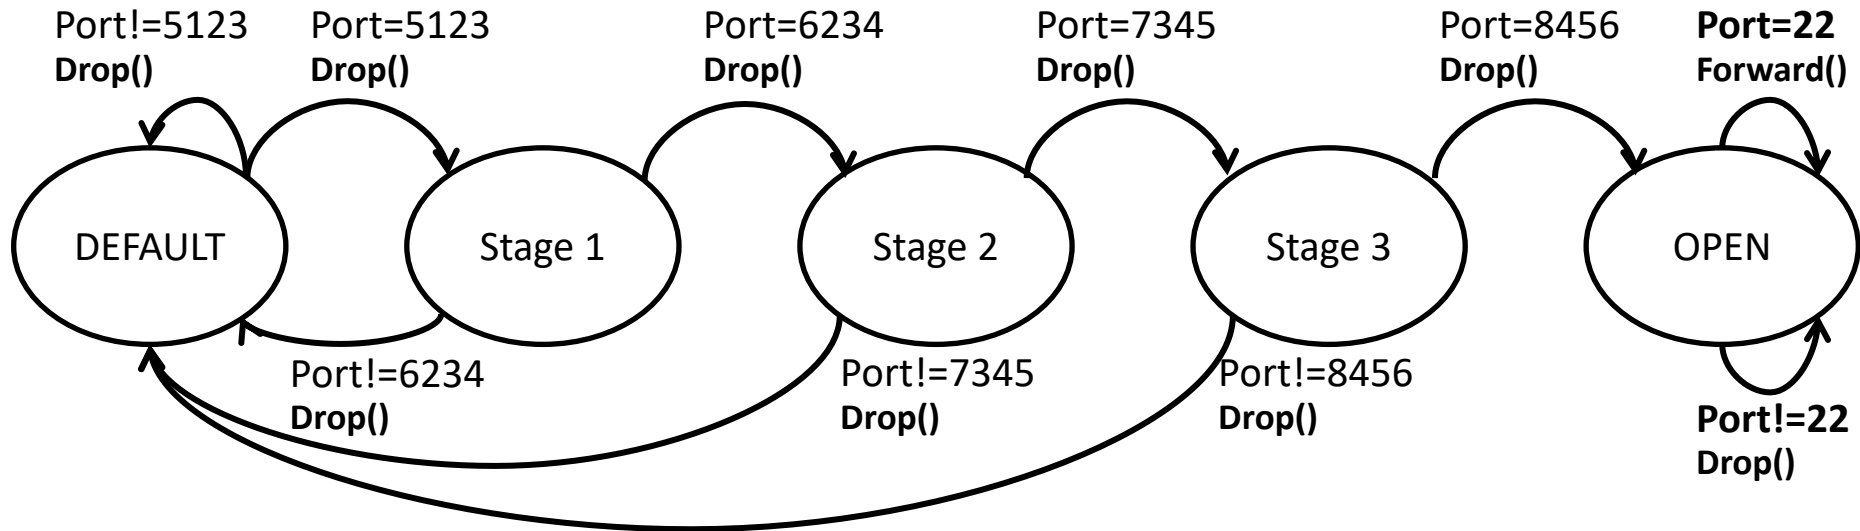 Port!=5123
Drop()
Port=5123
Drop()
Port=6234
Drop()
Port=7345
Drop()
Port=8456
Drop()
Port=22
Forward()
DEFAULT
Stage 1
Stage 2
Stage 3
OPEN
Port!=6234
Drop()
Port!=7345
Drop()
Port!=8456
Drop()
Port!=22
Drop()